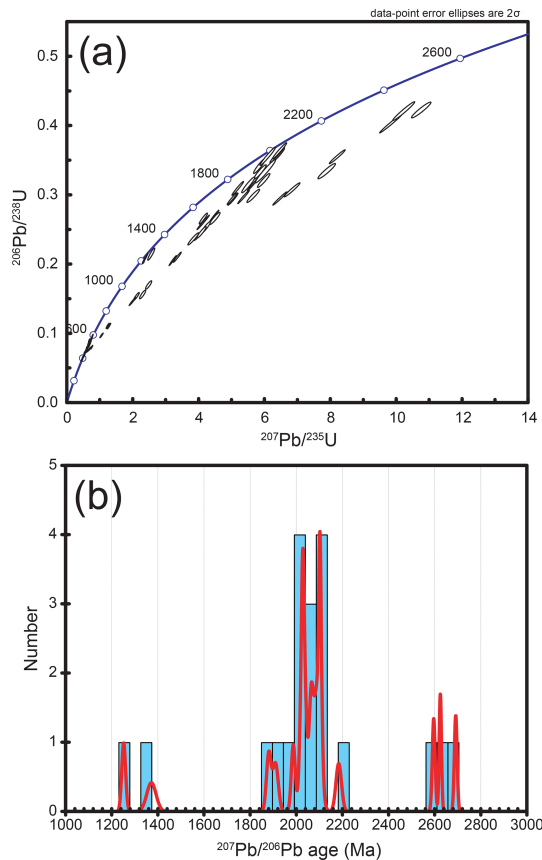 data-point error ellipses are 2σ
(a)
0.5
0.4
0.3
0.2
0.1
0.0
2600
2200
1800
1400
1000
600
²⁰⁶Pb/²³⁸U
0 2 4 6 8 10 12 14
²⁰⁷Pb/²³⁵U
(b)
5
4
3
2
1
0
Number
1000 1200 1400 1600 1800 2000 2200 2400 2600 2800 3000
²⁰⁷Pb/²⁰⁶Pb age (Ma)